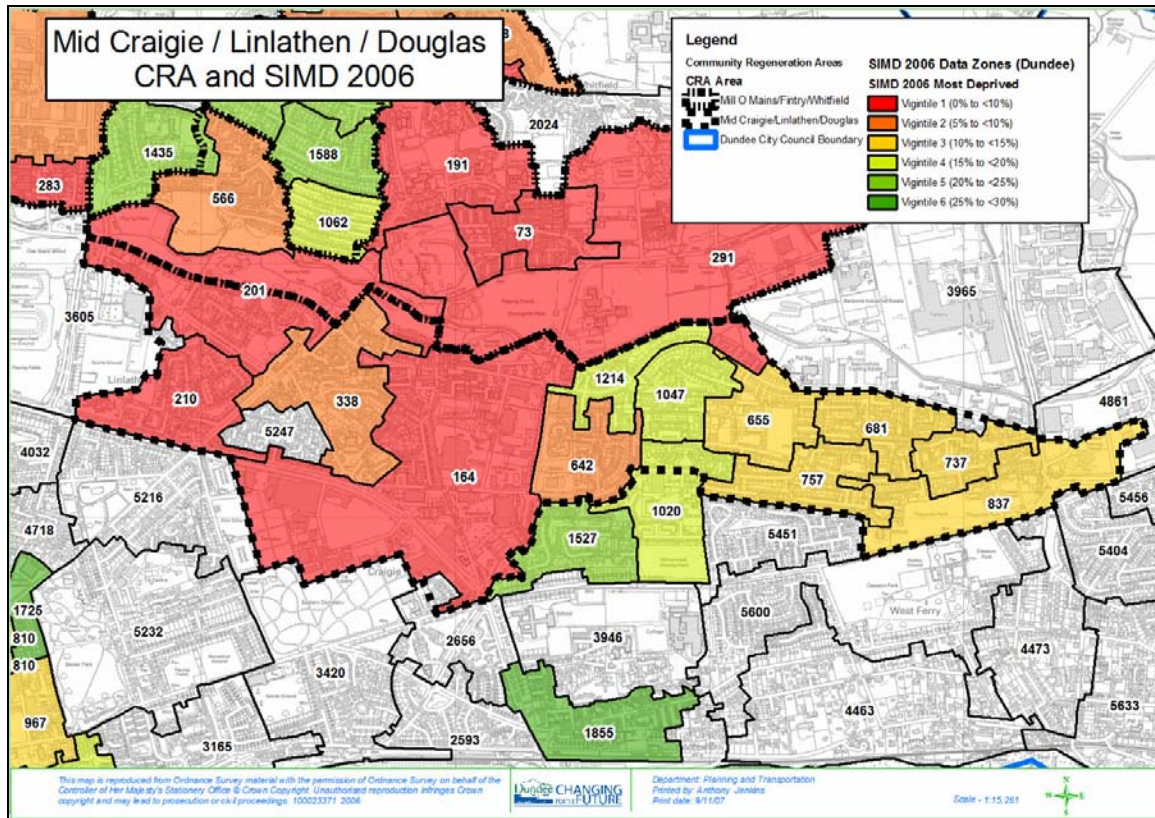 Mid Craigie / Linlathen / Douglas
CRA and SIMD 2006
Legend
Community Regeneration Areas
CRA Area
Mill O Mains/Fintry/Whitfield
Mid Craigie/Linlathen/Douglas
Dundee City Council Boundary
SIMD 2006 Data Zones (Dundee)
SIMD 2006 Most Deprived
Vigintile 1 (0% to <10%)
Vigintile 2 (5% to <10%)
Vigintile 3 (10% to <15%)
Vigintile 4 (15% to <20%)
Vigintile 5 (20% to <25%)
Vigintile 6 (25% to <30%)
2024
1435
1588
191
283
566
1062
73
291
201
3605
3965
210
338
1214
1047
5247
655
681
4861
4032
642
164
737
757
5216
837
1020
5456
4718
1527
5451
5404
Craigie
1725
5600
West Ferry
810
5232
2656
3946
810
3420
4473
967
4463
5633
3165
2593
1855
This map is reproduced from Ordnance Survey material with the permission of Ordnance Survey on behalf of the
Controller of Her Majesty's Stationery Office © Crown Copyright. Unauthorised reproduction infringes Crown
copyright and may lead to prosecution or civil proceedings. 100023371 2006
Dundee CHANGING
FOR THE FUTURE
Department: Planning and Transportation
Printed by: Anthony Jenkins
Print date: 9/11/07
Scale - 1:15,261
N
W
E
S